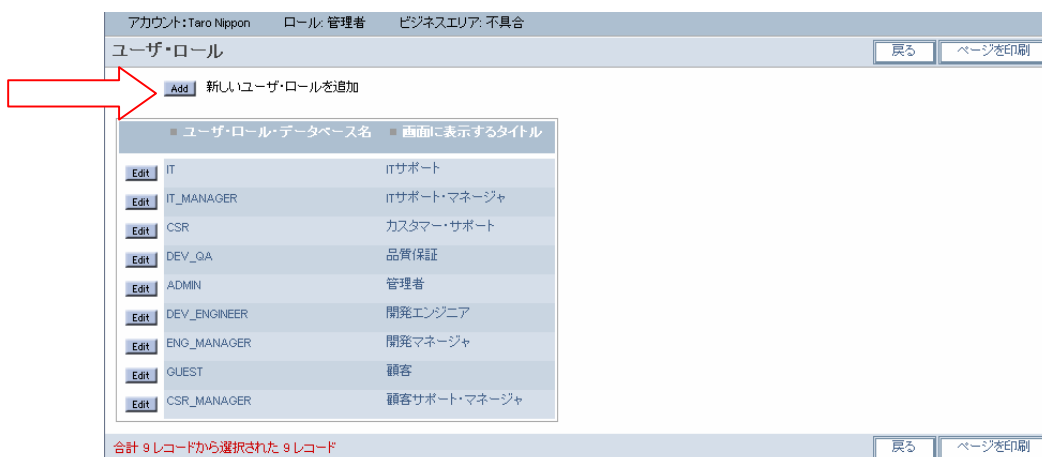 アカウント:Taro Nippon ロール: 管理者 ビジネスエリア: 不具合
ユーザ・ロール 戻る ページを印刷
Add 新しいユーザ・ロールを追加
ユーザ・ロール・データベース名 画面に表示するタイトル
Edit IT ITサポート
Edit IT_MANAGER ITサポート・マネージャ
Edit CSR カスタマー・サポート
Edit DEV_QA 品質保証
Edit ADMIN 管理者
Edit DEV_ENGINEER 開発エンジニア
Edit ENG_MANAGER 開発マネージャ
Edit GUEST 顧客
Edit CSR_MANAGER 顧客サポート・マネージャ
合計 9 レコードから選択された 9 レコード 戻る ページを印刷